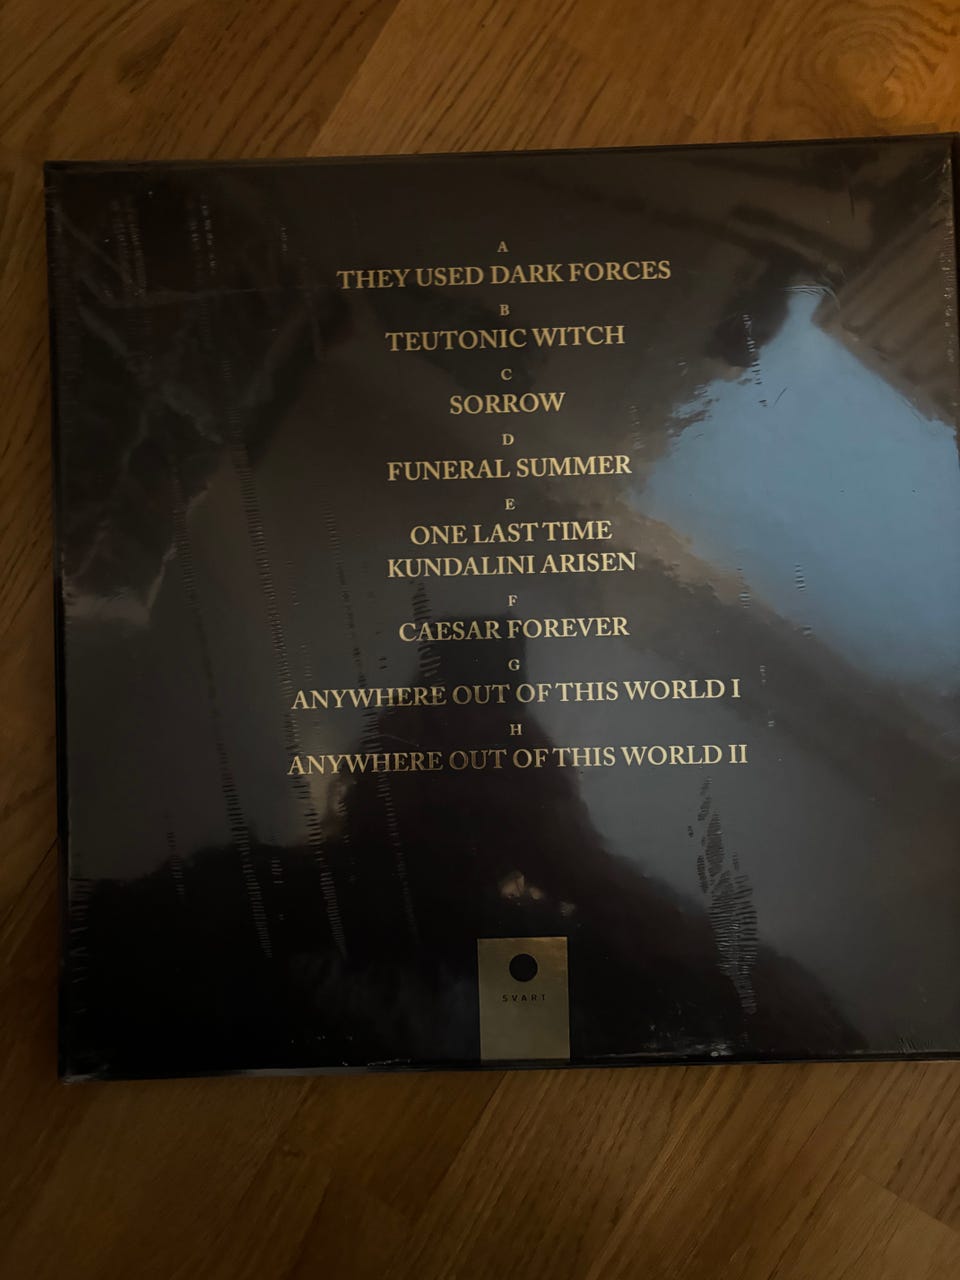 A
THEY USED DARK FORCES
B
TEUTONIC WITCH
C
SORROW
D
FUNERAL SUMMER
E
ONE LAST TIME
KUNDALINI ARISEN
F
CAESAR FOREVER
G
ANYWHERE OUT OF THIS WORLD I
H
ANYWHERE OUT OF THIS WORLD II
SVART